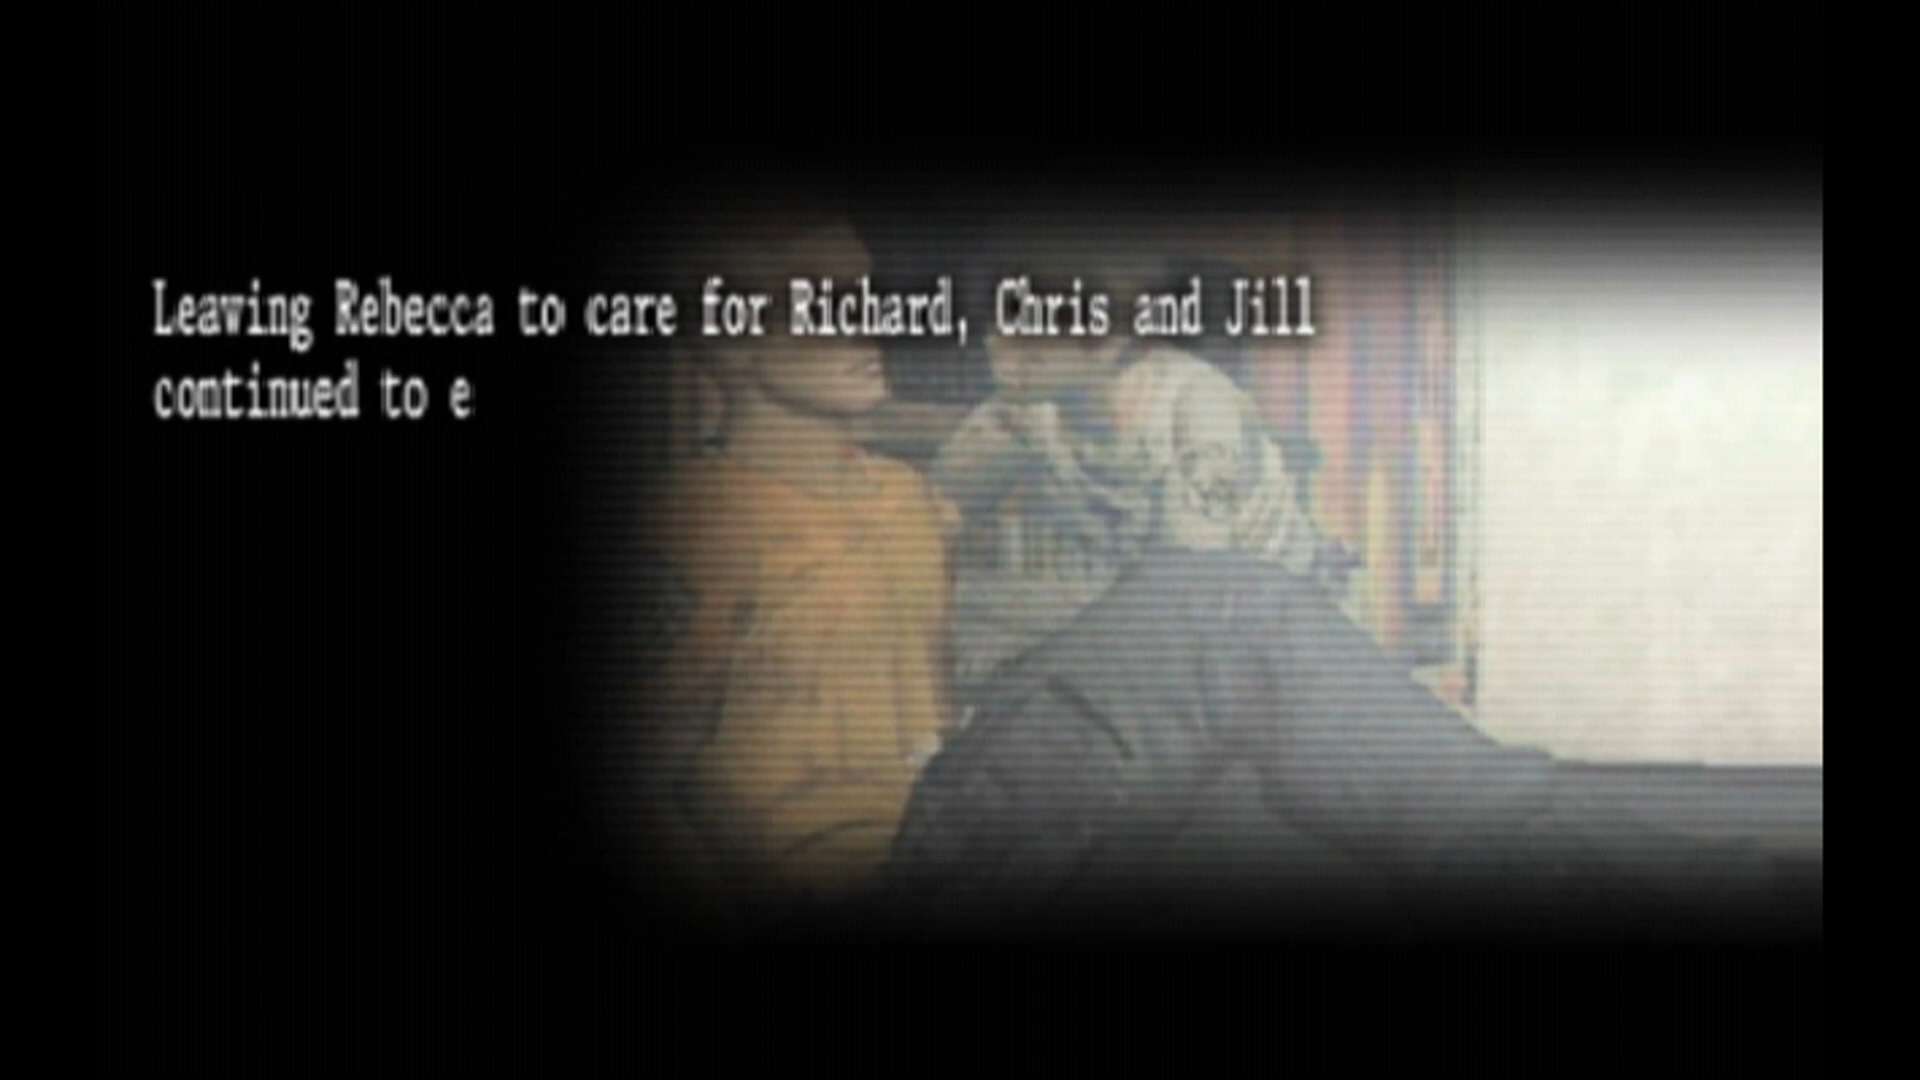 Leaving Rebecca to care for Richard, Chris and Jill
continued to e